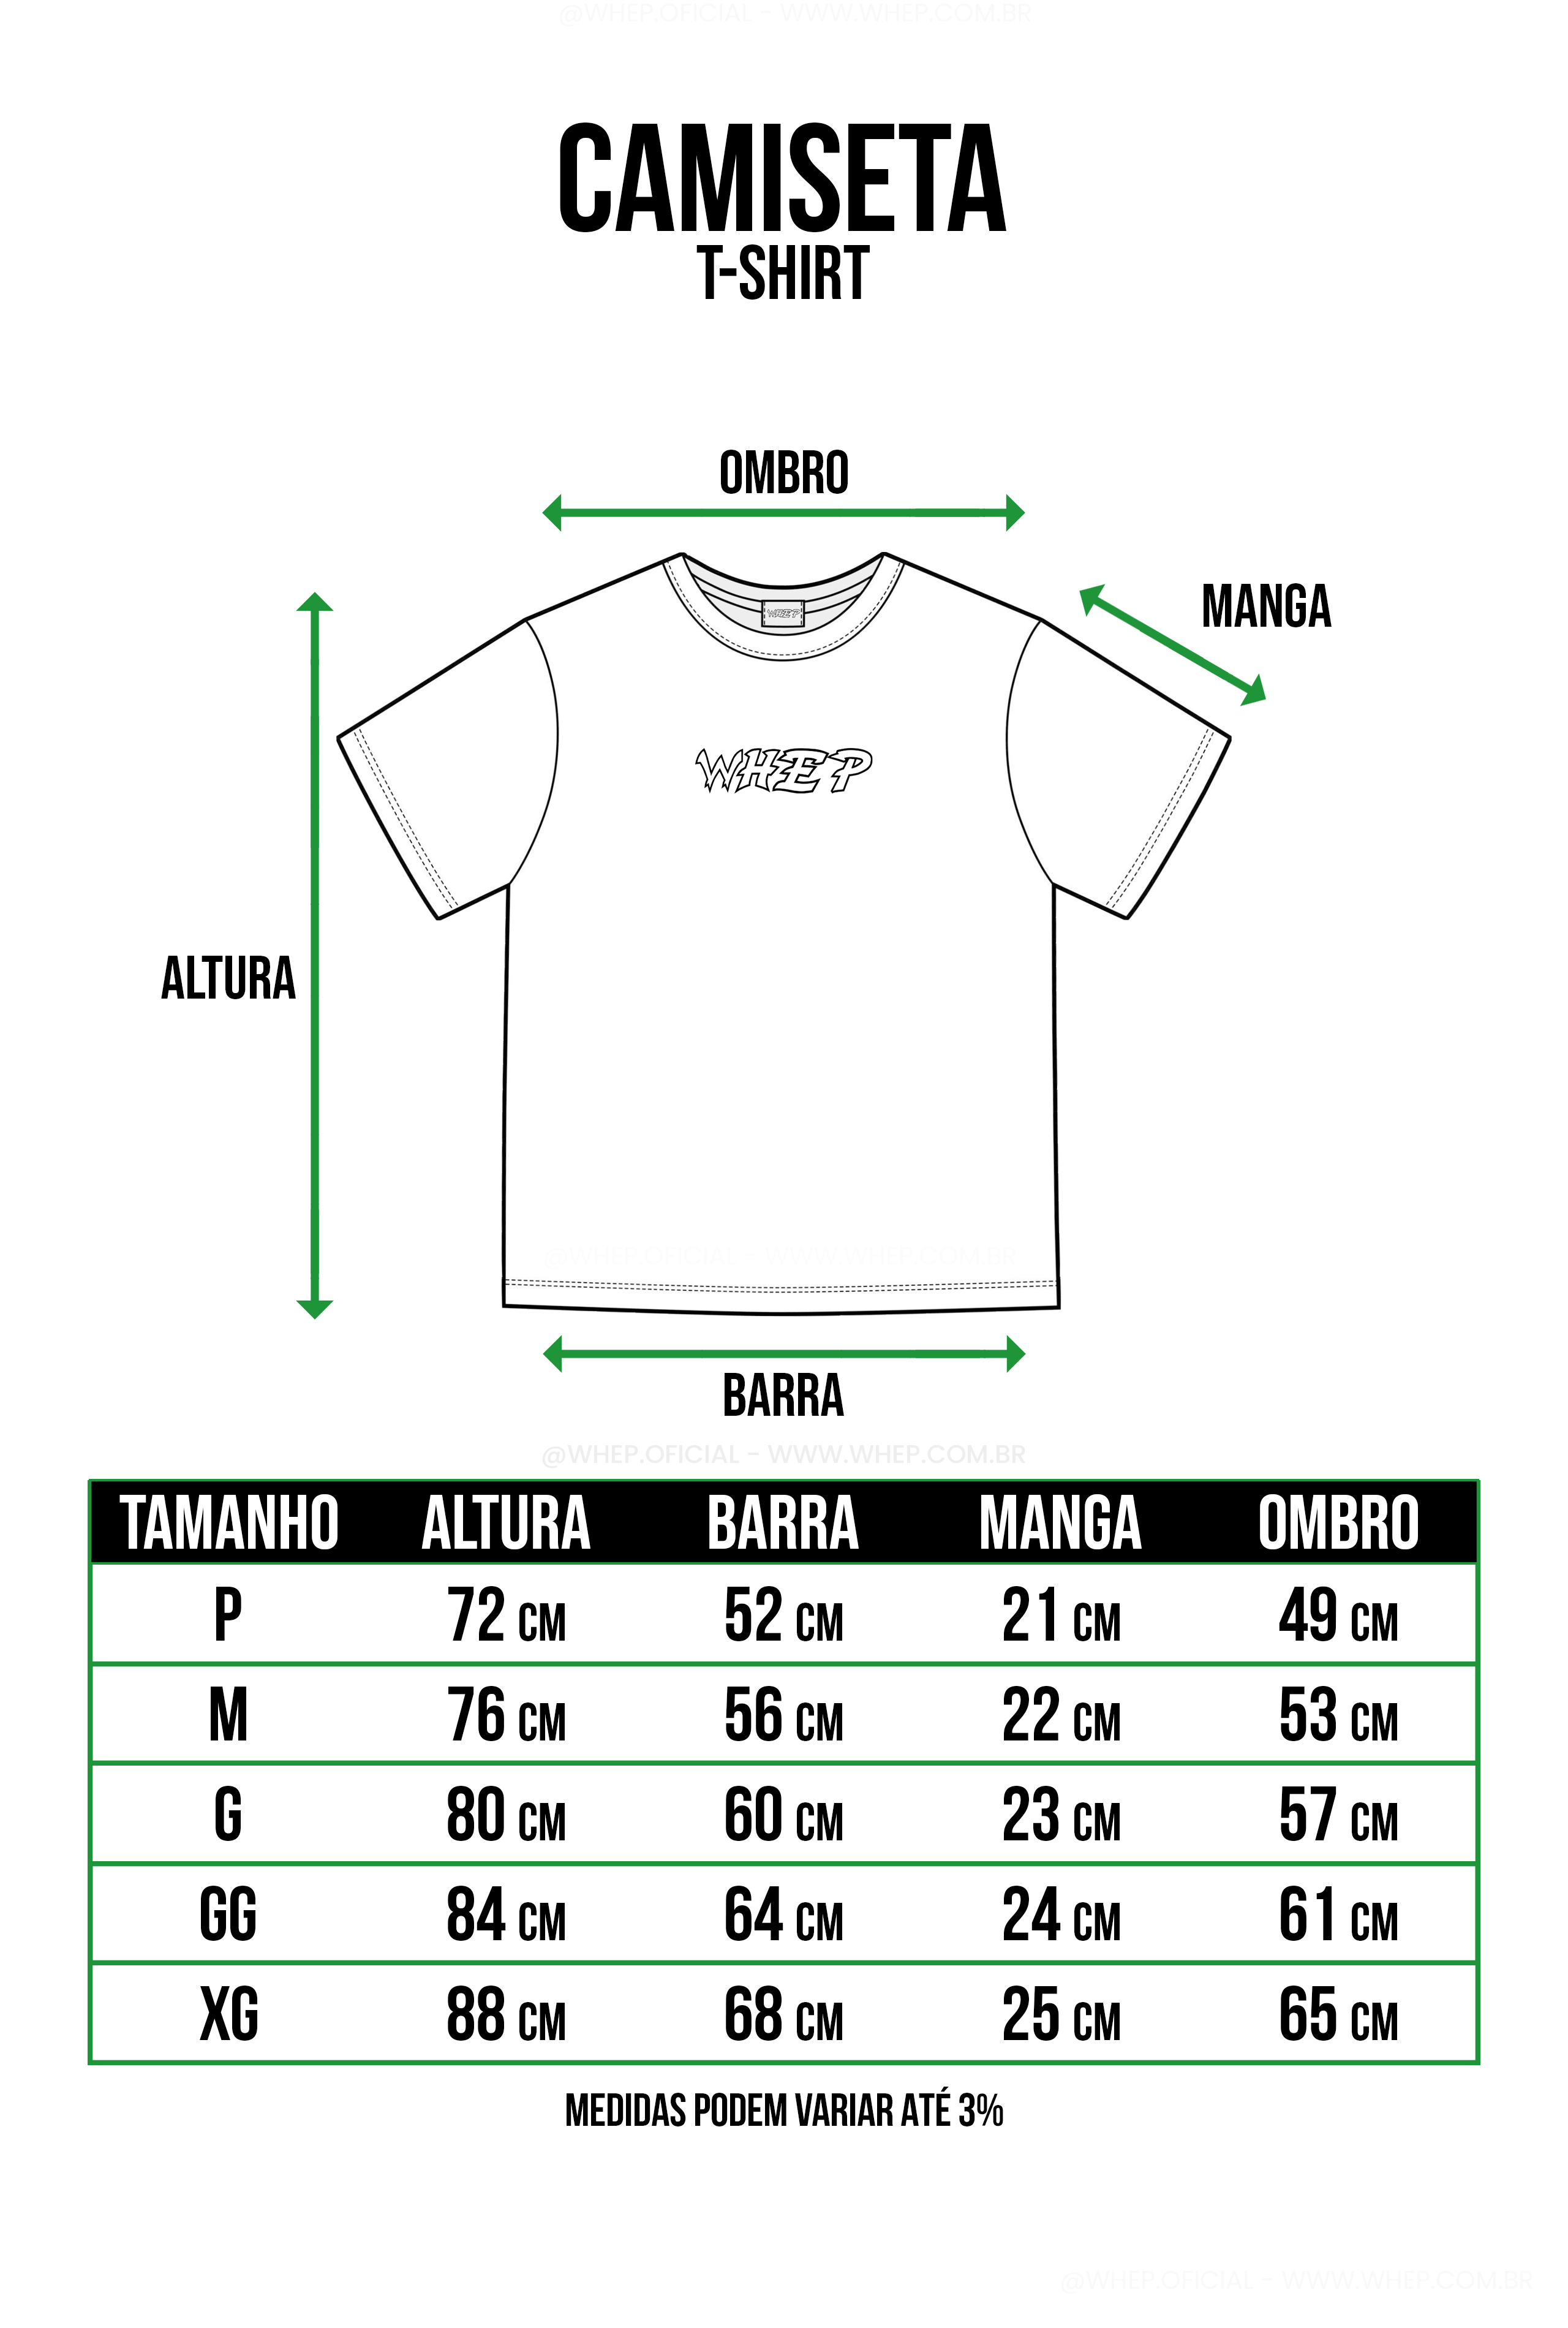 @WHEP.OFICIAL - WWW.WHEP.COM.BR
CAMISETA
T-SHIRT
OMBRO
MANGA
WHEP
WHEP
ALTURA
@WHEP.OFICIAL - WWW.WHEP.COM.BR
BARRA
@WHEP.OFICIAL - WWW.WHEP.COM.BR
TAMANHO ALTURA BARRA MANGA OMBRO
P 72 CM 52 CM 21 CM 49 CM
M 76 CM 56 CM 22 CM 53 CM
G 80 CM 60 CM 23 CM 57 CM
GG 84 CM 64 CM 24 CM 61 CM
XG 88 CM 68 CM 25 CM 65 CM
MEDIDAS PODEM VARIAR ATÉ 3%
@WHEP.OFICIAL - WWW.WHEP.COM.BR